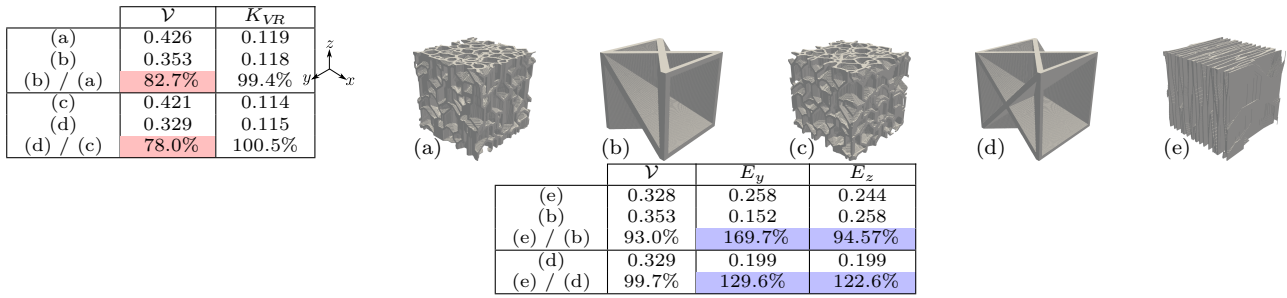 𝒱 K_VR
(a) 0.426 0.119
(b) 0.353 0.118
(b) / (a) 82.7% 99.4%
(c) 0.421 0.114
(d) 0.329 0.115
(d) / (c) 78.0% 100.5%
z
y x
(a) (b) (c) (d) (e)
𝒱 E_y E_z
(e) 0.328 0.258 0.244
(b) 0.353 0.152 0.258
(e) / (b) 93.0% 169.7% 94.57%
(d) 0.329 0.199 0.199
(e) / (d) 99.7% 129.6% 122.6%